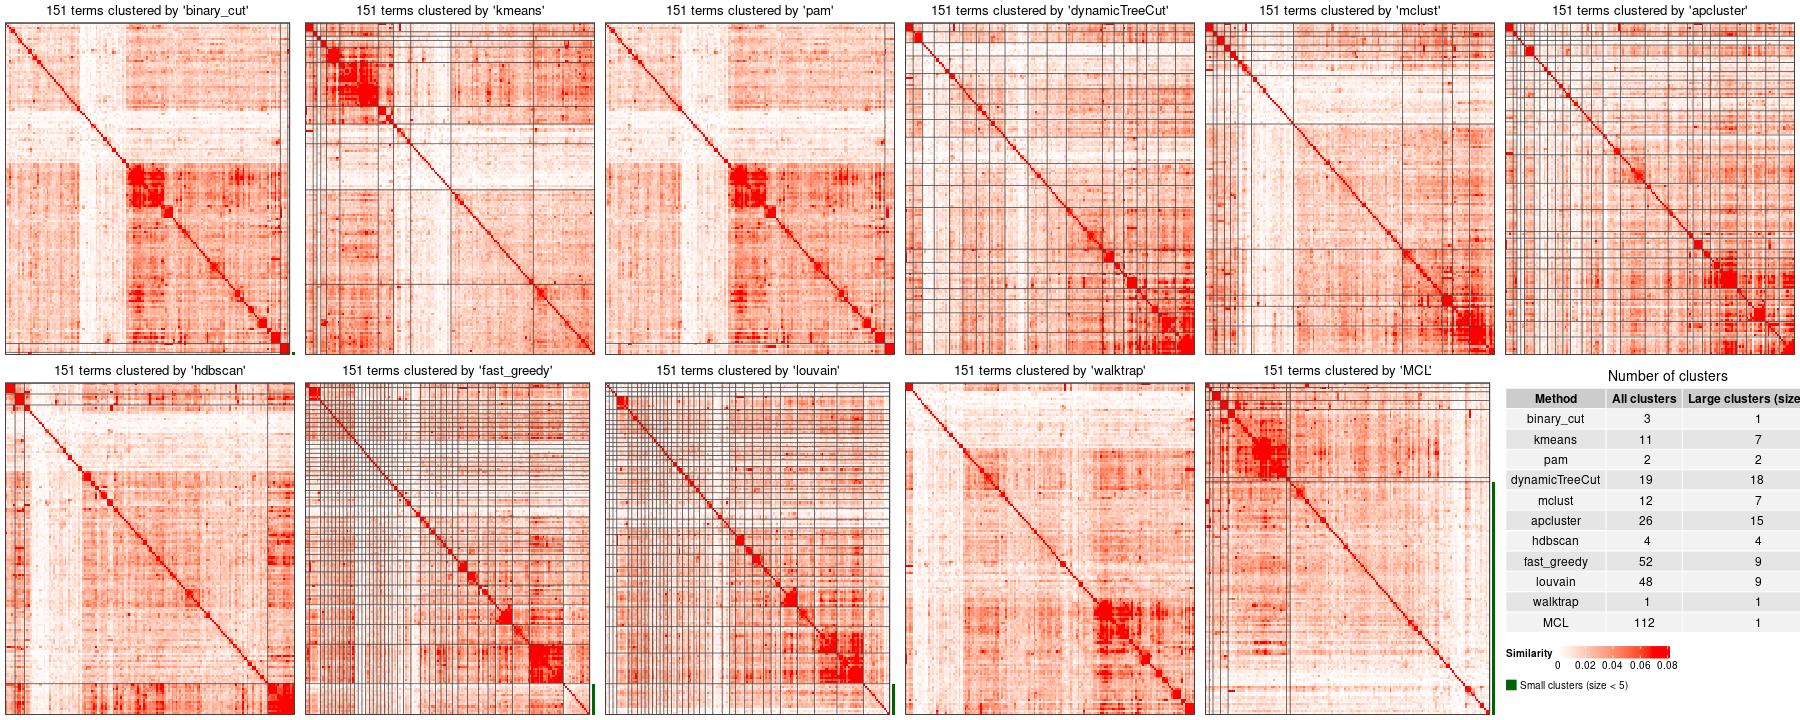 151 terms clustered by 'binary_cut'
151 terms clustered by 'kmeans'
151 terms clustered by 'pam'
151 terms clustered by 'dynamicTreeCut'
151 terms clustered by 'mclust'
151 terms clustered by 'apcluster'
151 terms clustered by 'hdbscan'
151 terms clustered by 'fast_greedy'
151 terms clustered by 'louvain'
151 terms clustered by 'walktrap'
151 terms clustered by 'MCL'
Number of clusters
Method All clusters Large clusters (size
binary_cut 3 1
kmeans 11 7
pam 2 2
dynamicTreeCut 19 18
mclust 12 7
apcluster 26 15
hdbscan 4 4
fast_greedy 52 9
louvain 48 9
walktrap 1 1
MCL 112 1
Similarity
0 0.02 0.04 0.06 0.08
Small clusters (size < 5)